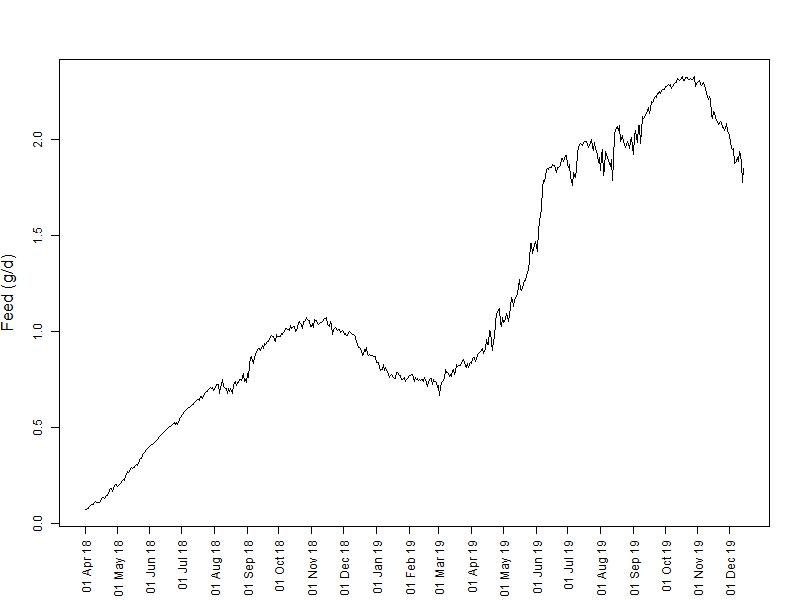 Feed (g/d)
2.0
1.5
1.0
0.5
0.0
01 Apr 18
01 May 18
01 Jun 18
01 Jul 18
01 Aug 18
01 Sep 18
01 Oct 18
01 Nov 18
01 Dec 18
01 Jan 19
01 Feb 19
01 Mar 19
01 Apr 19
01 May 19
01 Jun 19
01 Jul 19
01 Aug 19
01 Sep 19
01 Oct 19
01 Nov 19
01 Dec 19